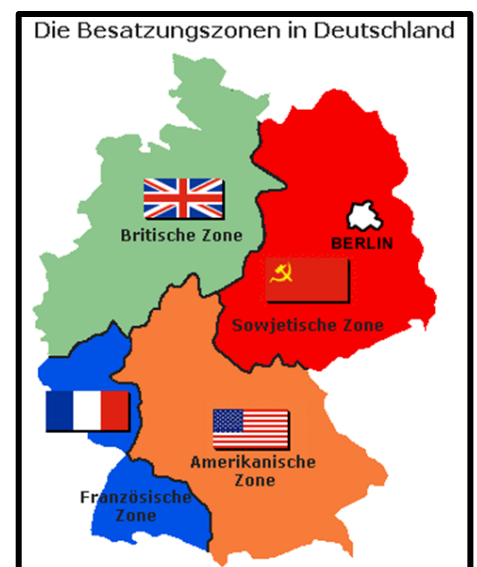 Die Besatzungszonen in Deutschland
Britische Zone
BERLIN
Sowjetische Zone
Amerikanische
Zone
Französische
Zone